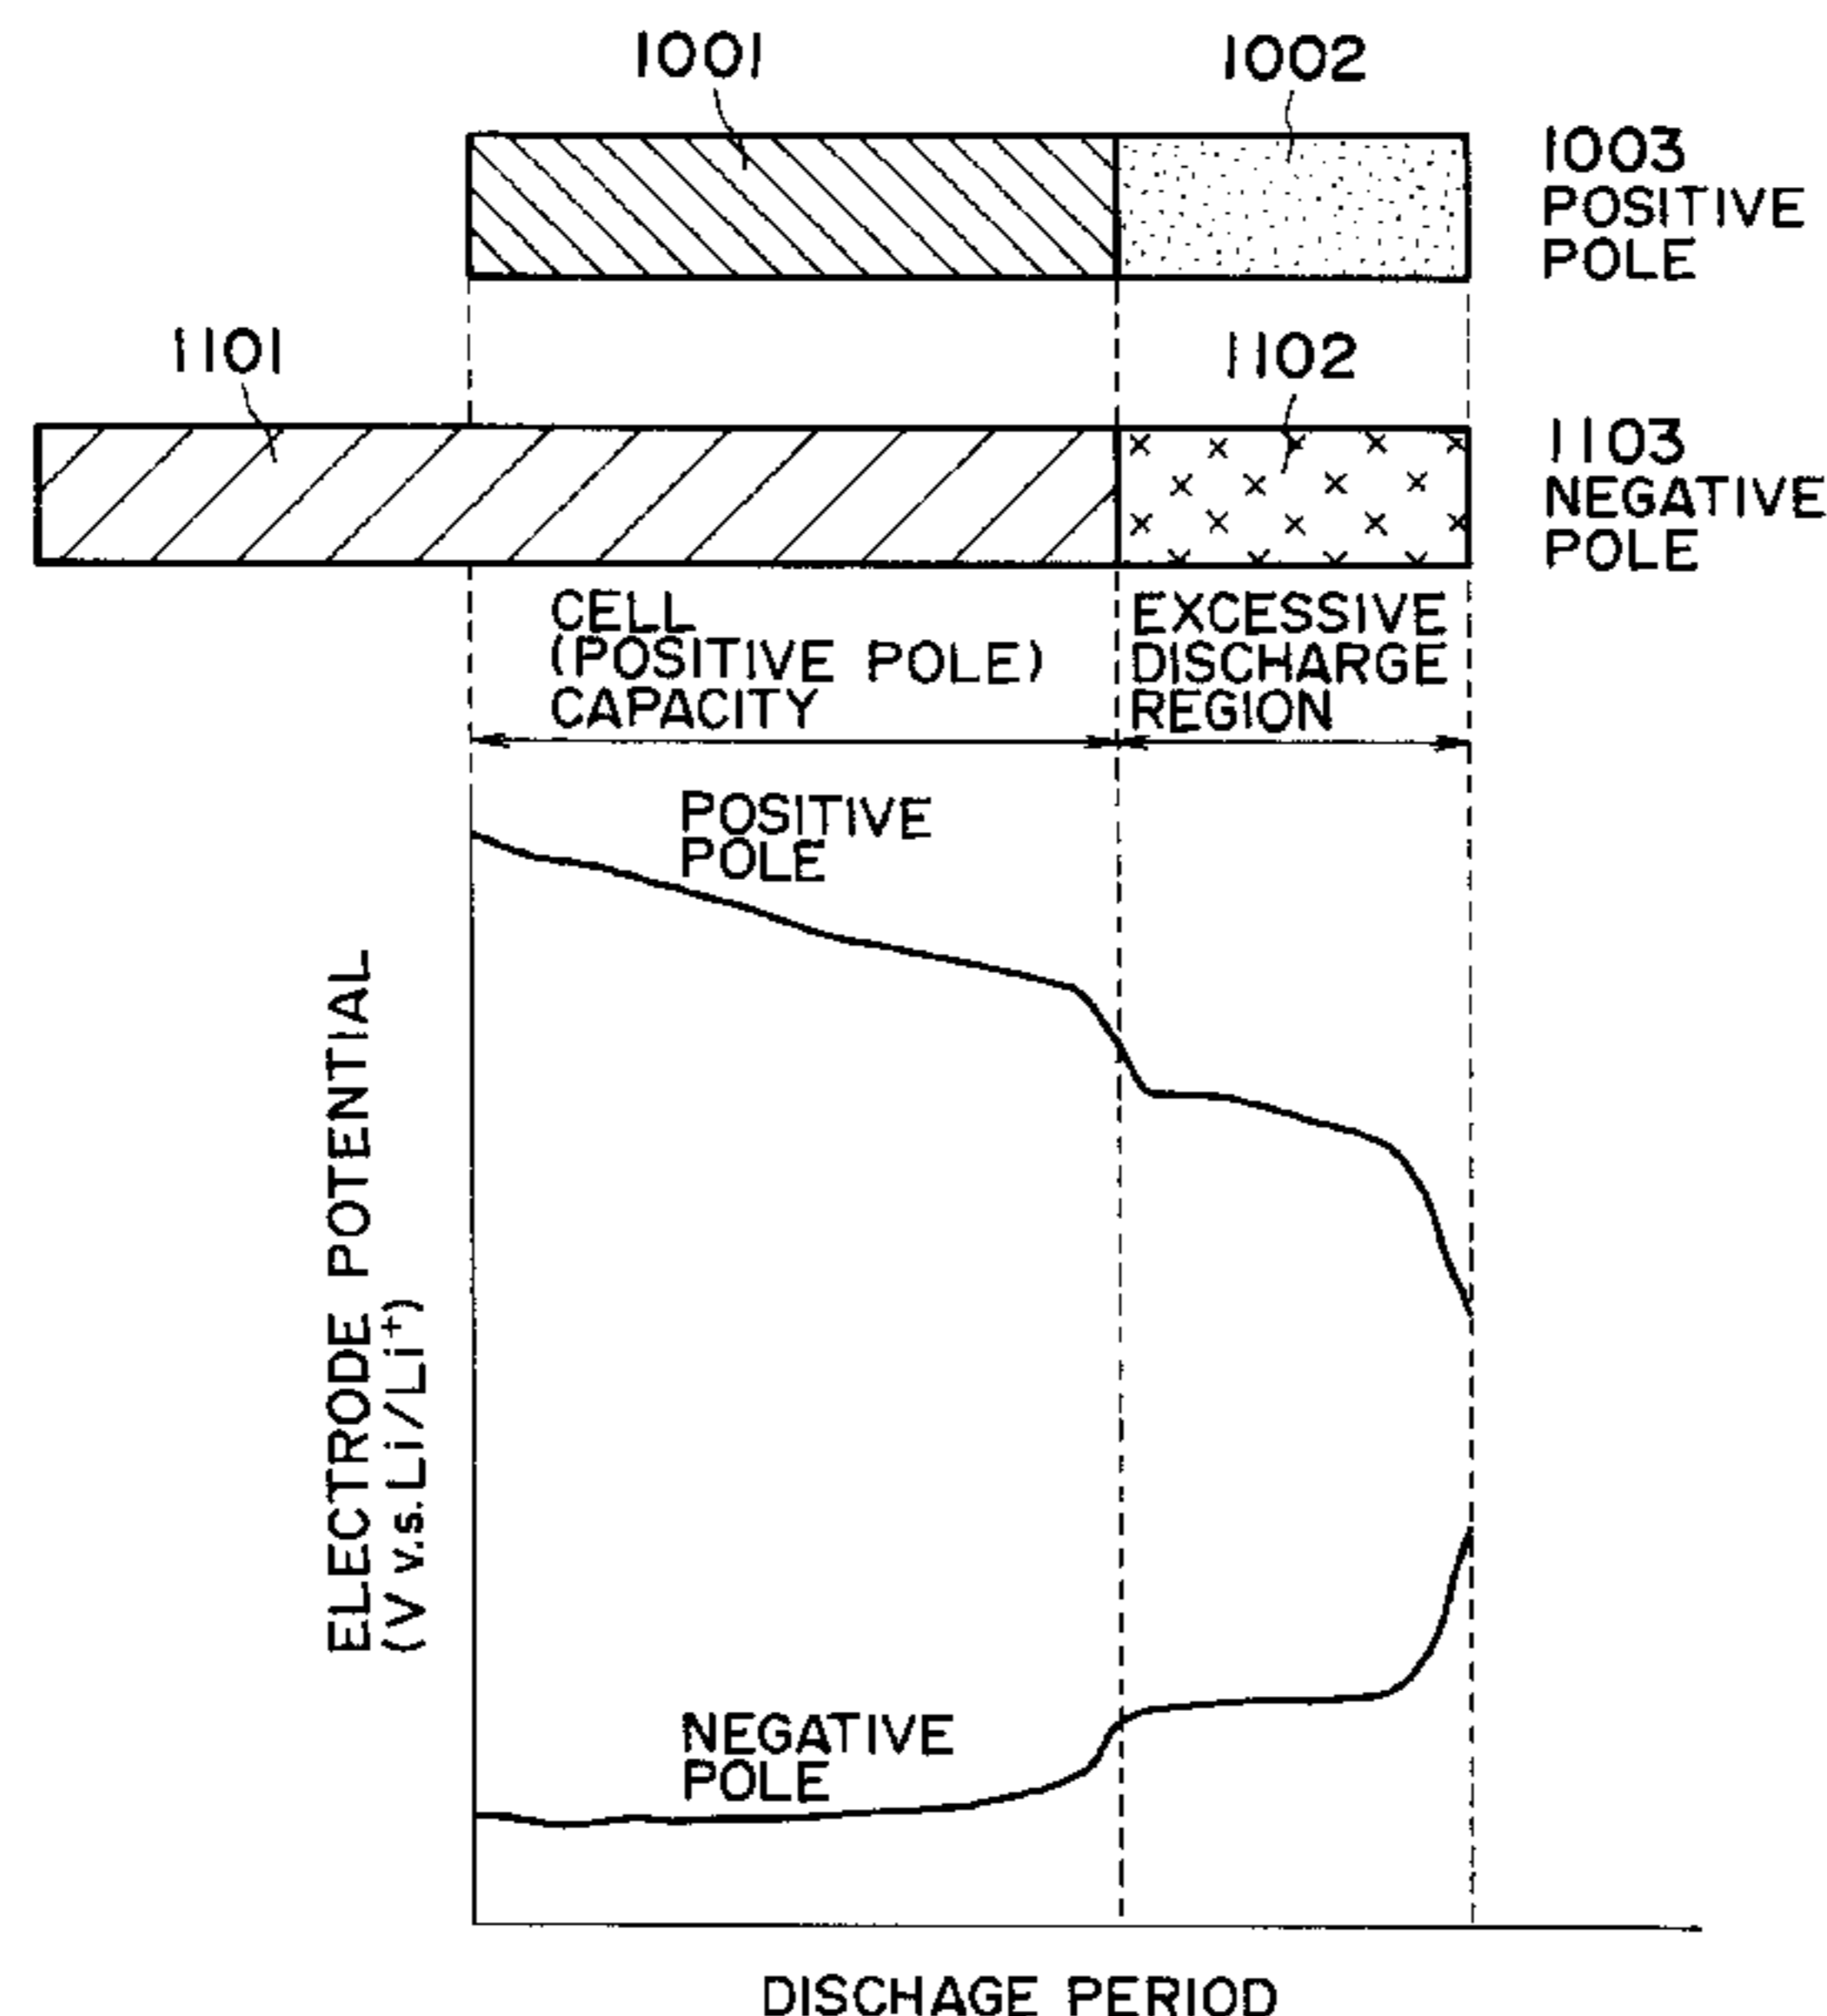 1001
1002
1003
POSITIVE
POLE
1101
1102
1103
NEGATIVE
POLE
CELL
(POSITIVE POLE)
CAPACITY
EXCESSIVE
DISCHARGE
REGION
POSITIVE
POLE
ELECTRODE POTENTIAL
(V v.s.Li/Li⁺)
NEGATIVE
POLE
DISCHAGE PERIOD